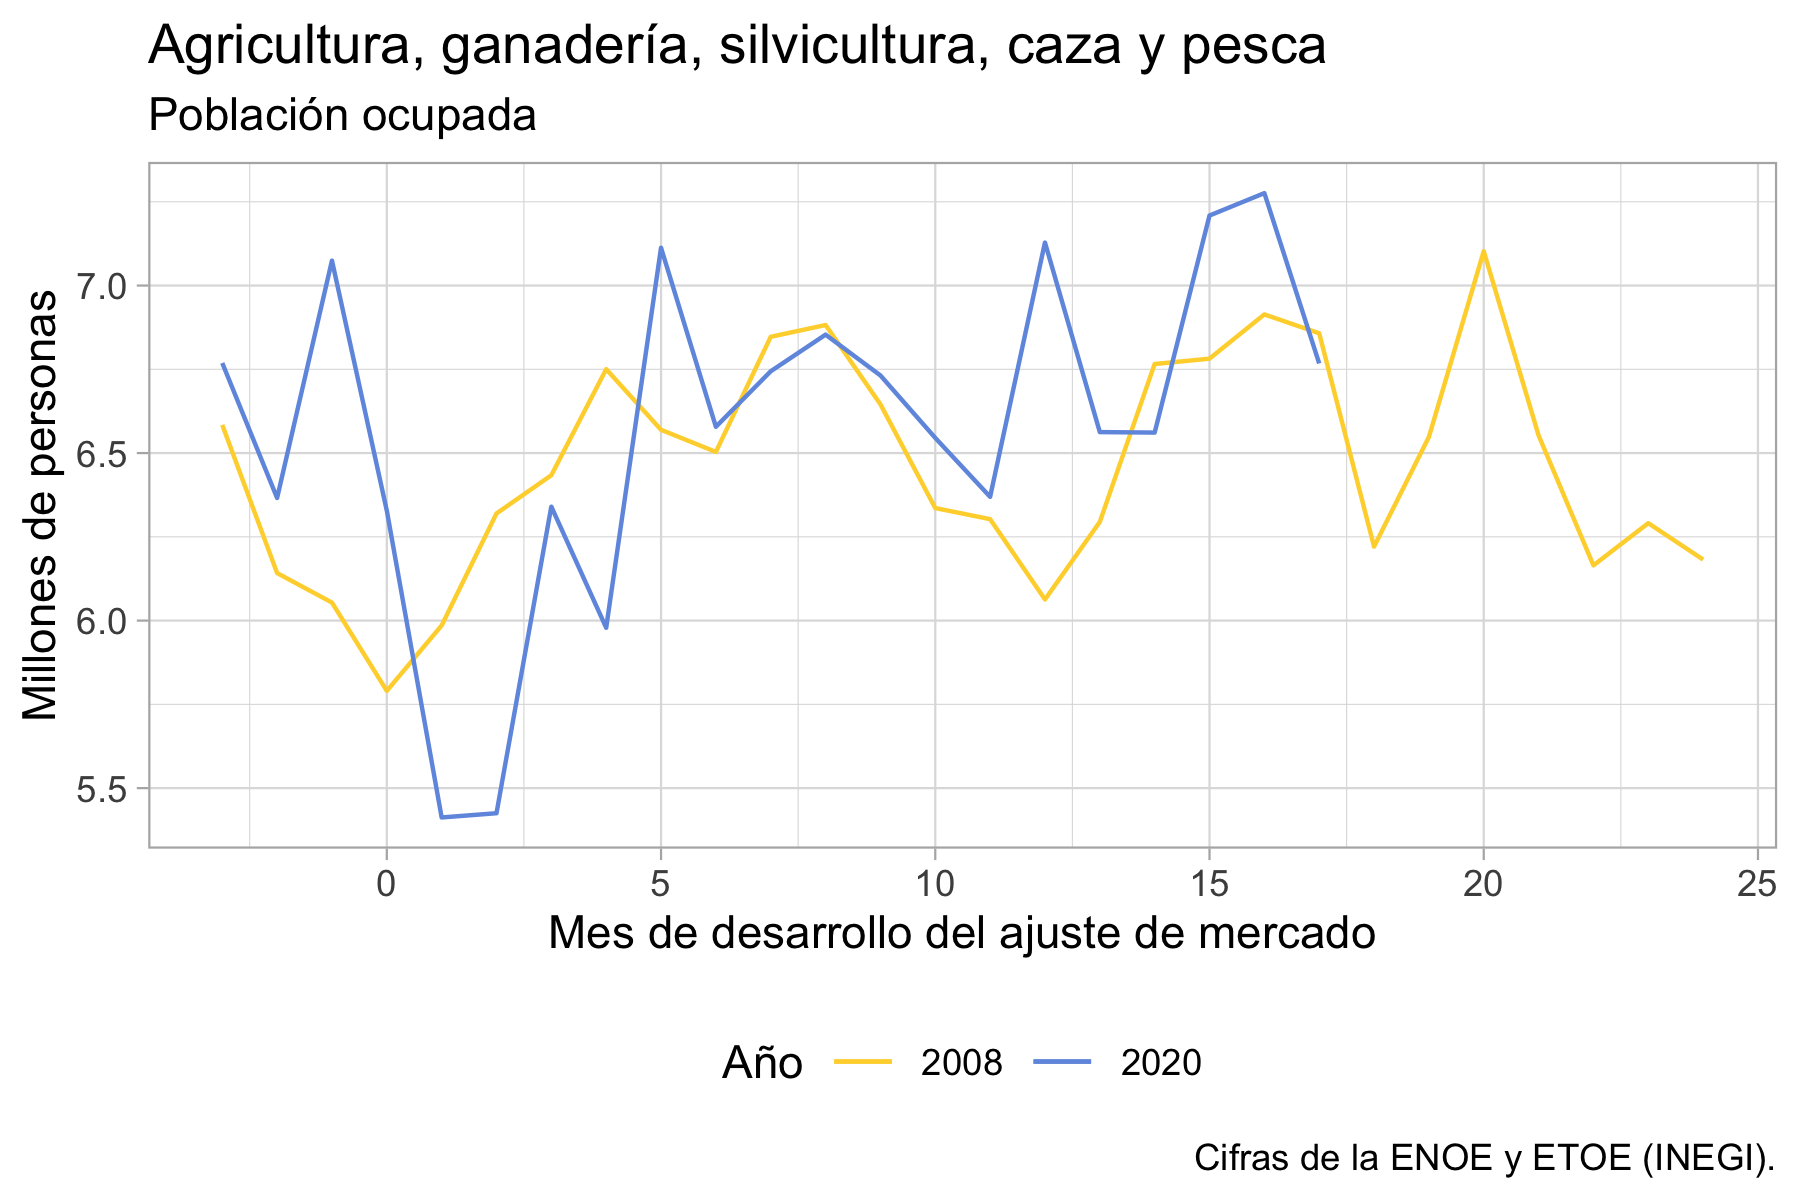 Agricultura, ganadería, silvicultura, caza y pesca
Población ocupada
Millones de personas
7.0
6.5
6.0
5.5
0 5 10 15 20 25
Mes de desarrollo del ajuste de mercado
Año 2008 2020
Cifras de la ENOE y ETOE (INEGI).